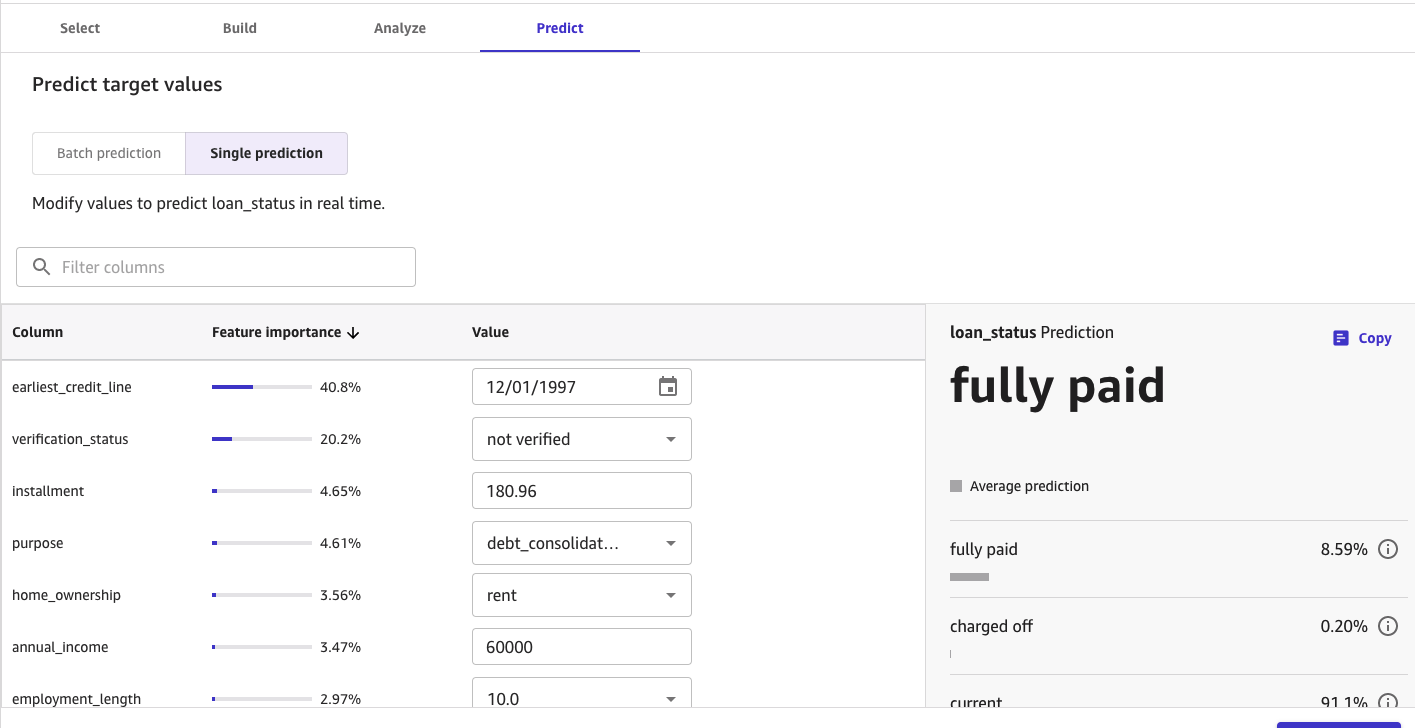 Select Build Analyze Predict
Predict target values
Batch prediction Single prediction
Modify values to predict loan_status in real time.
Filter columns
Column Feature importance Value
earliest_credit_line 40.8% 12/01/1997
verification_status 20.2% not verified
installment 4.65% 180.96
purpose 4.61% debt_consolidat...
home_ownership 3.56% rent
annual_income 3.47% 60000
employment_length 2.97% 10.0
loan_status Prediction
Copy
fully paid
Average prediction
fully paid 8.59%
charged off 0.20%
current 91.1%